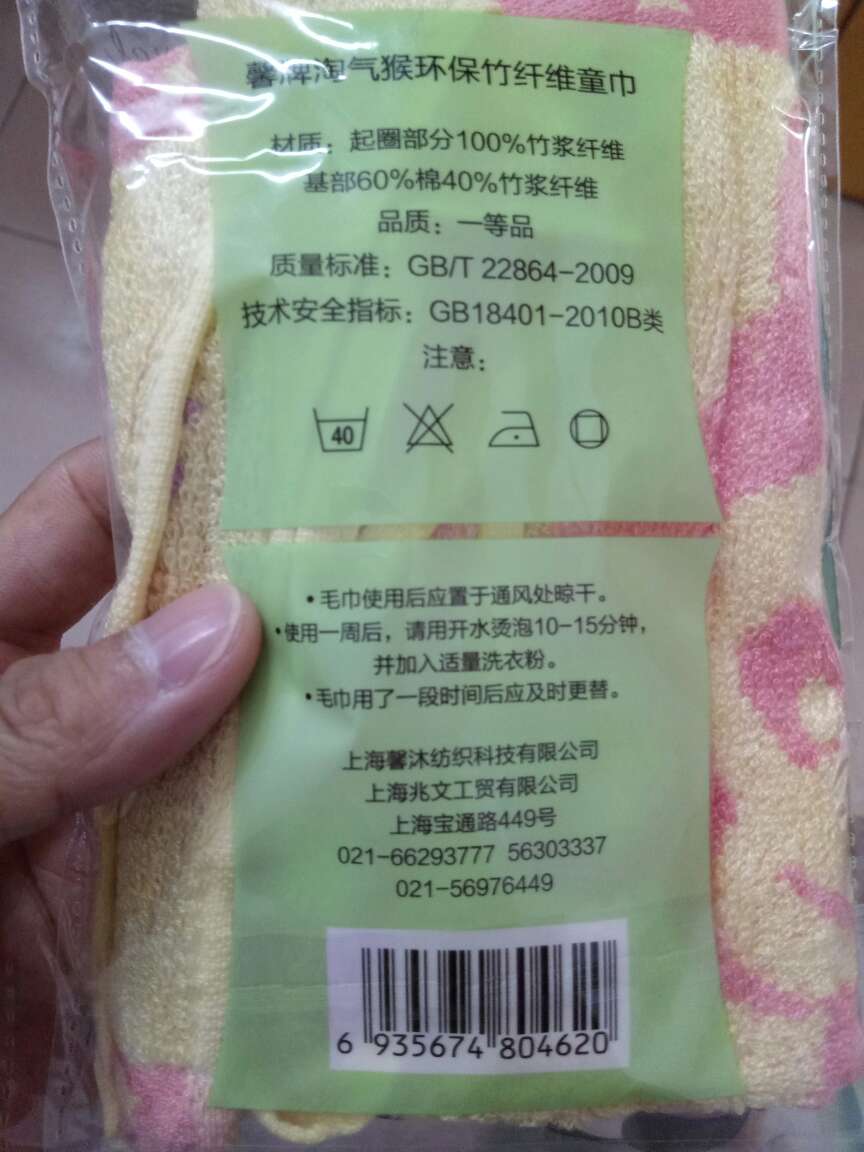 馨牌淘气猴环保竹纤维童巾
材质：起圈部分100%竹浆纤维
基部60%棉40%竹浆纤维
品质：一等品
质量标准：GB/T 22864-2009
技术安全指标：GB18401-2010B类
注意：
40
•毛巾使用后应置于通风处晾干。
•使用一周后，请用开水烫泡10-15分钟，
并加入适量洗衣粉。
•毛巾用了一段时间后应及时更替。
上海馨沐纺织科技有限公司
上海兆文工贸有限公司
上海宝通路449号
021-66293777 56303337
021-56976449
6 935674 804620